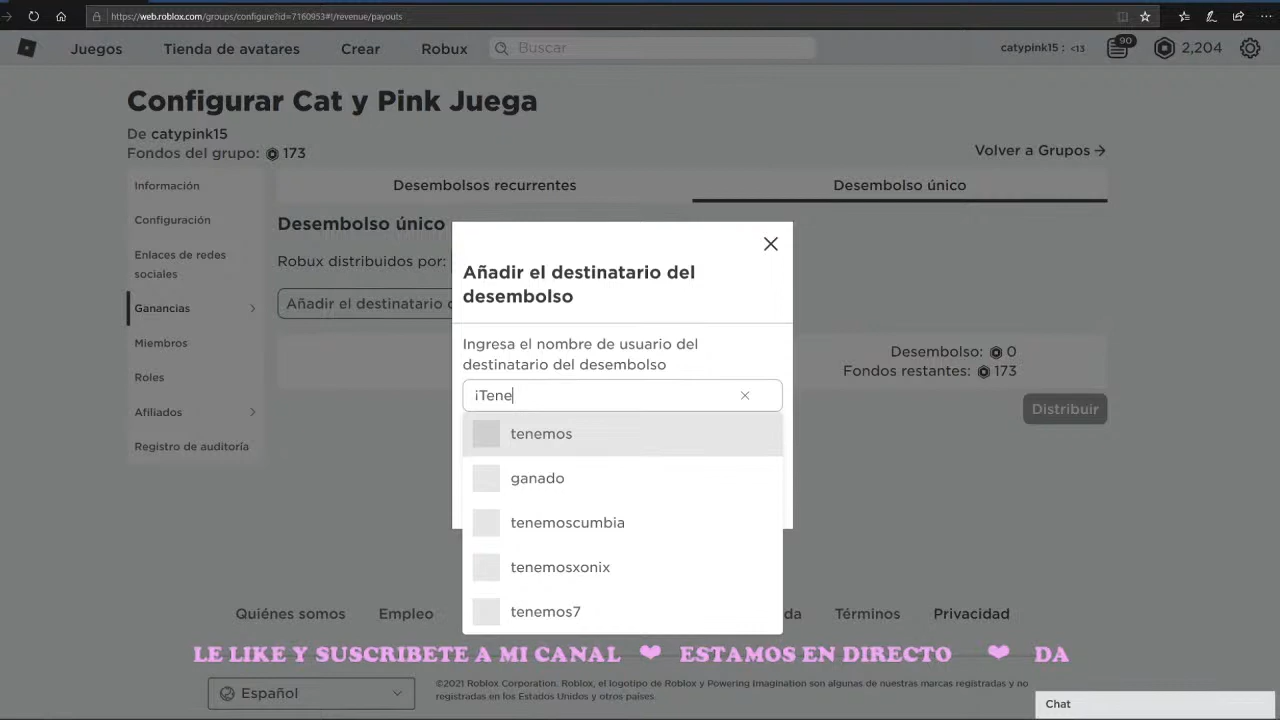 https://web.roblox.com/groups/configure?id=7160953#!/revenue/payouts
Juegos
Tienda de avatares
Crear
Robux
Buscar
catypink15 : <13
90
2,204
Configurar Cat y Pink Juega
De catypink15
Fondos del grupo: 173
Volver a Grupos
Información
Configuración
Enlaces de redes
sociales
Ganancias
Miembros
Roles
Afiliados
Registro de auditoría
Desembolsos recurrentes
Desembolso único
Desembolso único
Robux distribuidos por:
Añadir el destinatario
Desembolso: 0
Fondos restantes: 173
Distribuir
Añadir el destinatario del
desembolso
Ingresa el nombre de usuario del
destinatario del desembolso
iTene
tenemos
ganado
tenemoscumbia
tenemosxonix
tenemos7
Quiénes somos
Empleo
da
Términos
Privacidad
LE LIKE Y SUSCRIBETE A MI CANAL ❤ ESTAMOS EN DIRECTO ❤ DA
Español
©2021 Roblox Corporation. Roblox, el logotipo de Roblox y Powering Imagination son algunas de nuestras marcas registradas y no
registradas en los Estados Unidos y otros países.
Chat